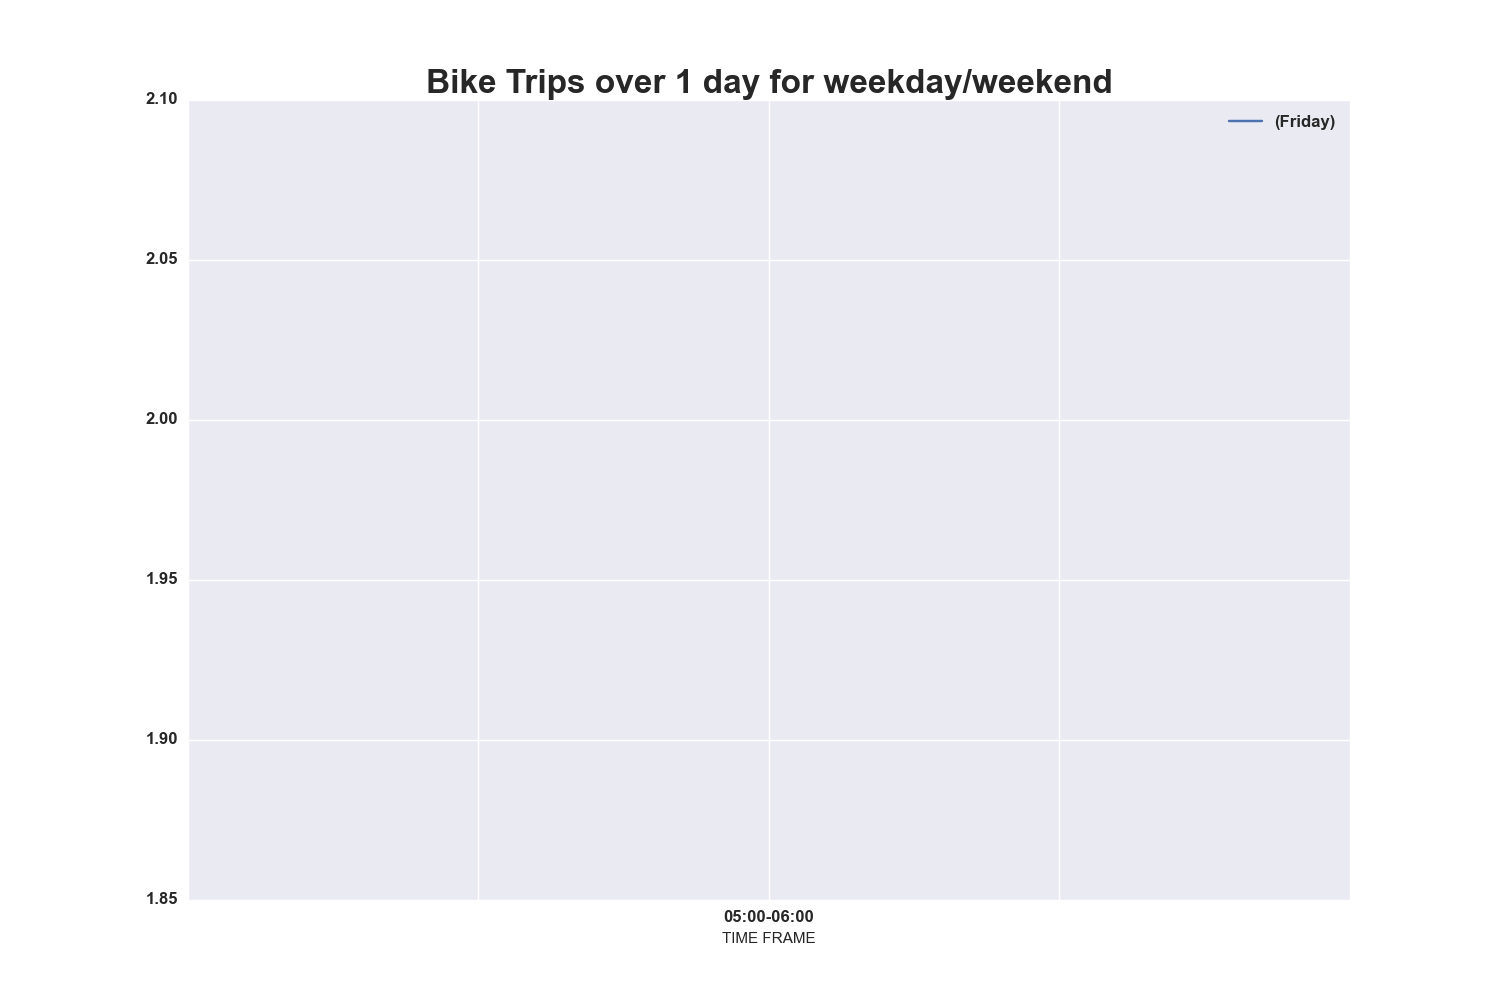 Bike Trips over 1 day for weekday/weekend
2.10
(Friday)
2.05
2.00
1.95
1.90
1.85
05:00-06:00
TIME FRAME